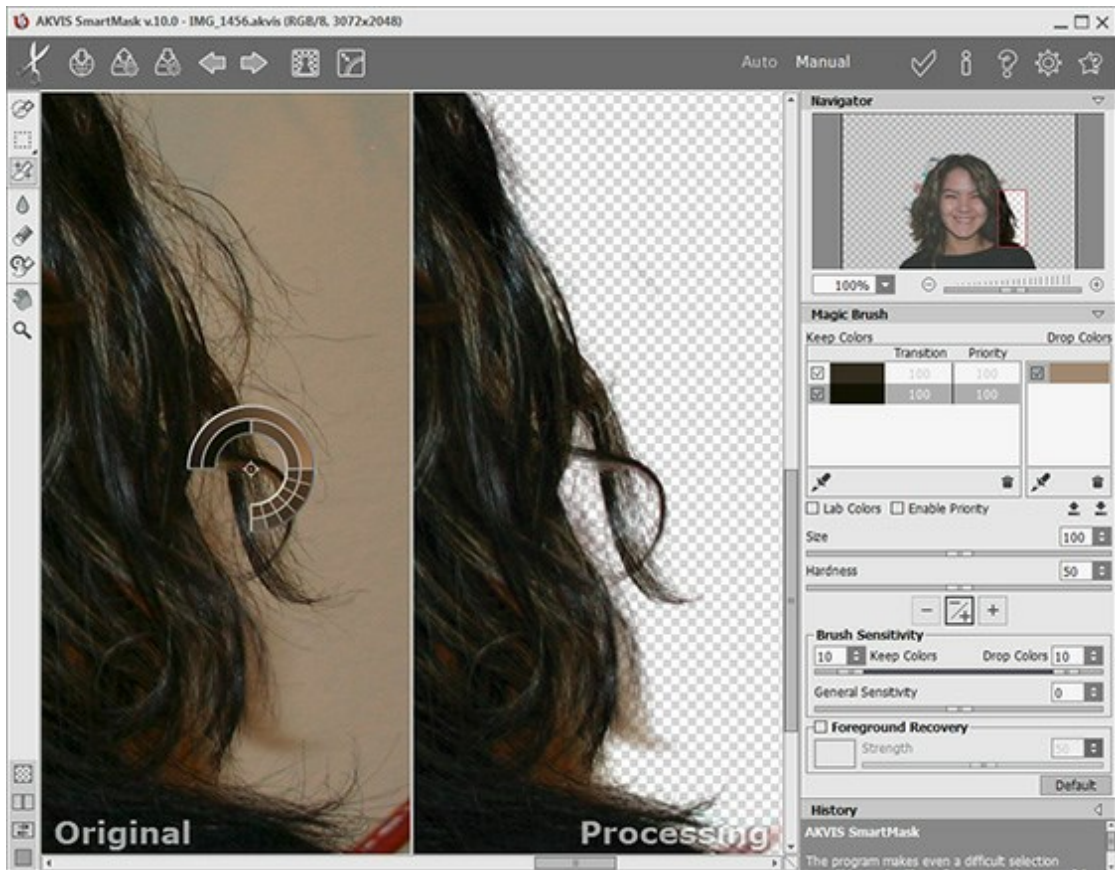 AKVIS SmartMask v.10.0 - IMG_1456.akvis (RGB/8, 3072x2048)
Auto Manual
Navigator
100%
Magic Brush
Keep Colors Drop Colors
Transition Priority
100 100
100 100
Lab Colors Enable Priority
Size 100
Hardness 50
Brush Sensitivity
10 Keep Colors Drop Colors 10
General Sensitivity 0
Foreground Recovery
Strength 50
Default
History
AKVIS SmartMask
The program makes even a difficult selection
Original Processing